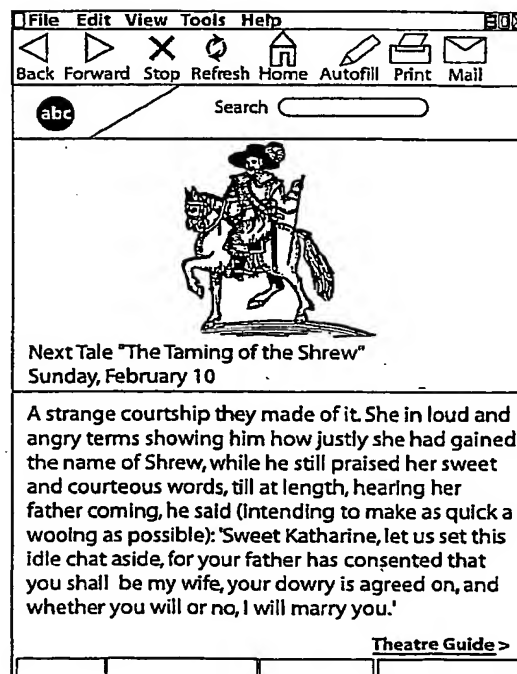 File Edit View Tools Help
Back Forward Stop Refresh Home Autofill Print Mail
abc
Search
Next Tale "The Taming of the Shrew"
Sunday, February 10
A strange courtship they made of it. She in loud and
angry terms showing him how justly she had gained
the name of Shrew, while he still praised her sweet
and courteous words, till at length, hearing her
father coming, he said (intending to make as quick a
wooing as possible): 'Sweet Katharine, let us set this
idle chat aside, for your father has consented that
you shall be my wife, your dowry is agreed on, and
whether you will or no, I will marry you.'
Theatre Guide >